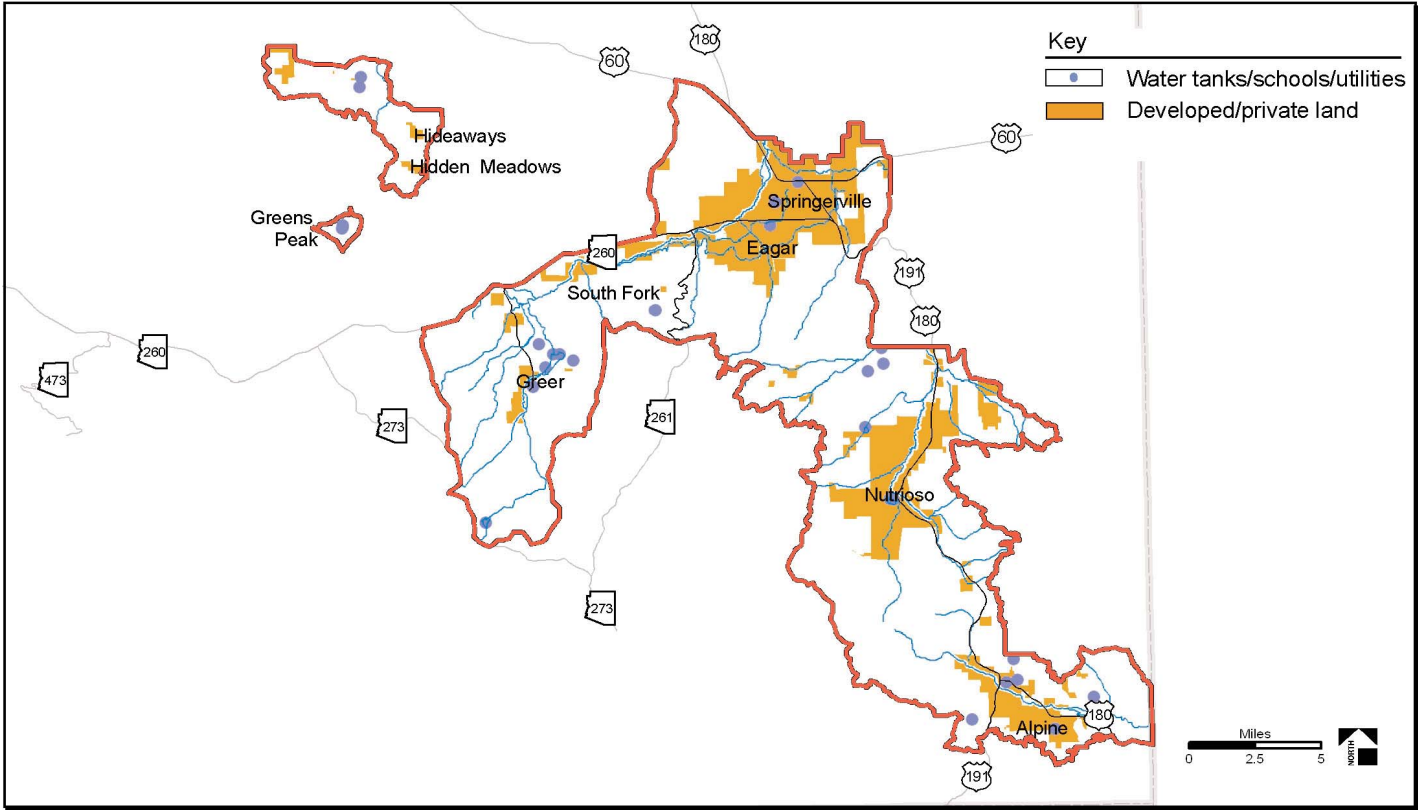 180
60
Key
Water tanks/schools/utilities
Developed/private land
60
Hideaways
Hidden Meadows
Springerville
Greens
Peak
260
Eagar
191
South Fork
180
260
473
Greer
261
273
Nutrioso
273
180
Alpine
Miles
0 2.5 5
NORTH
191